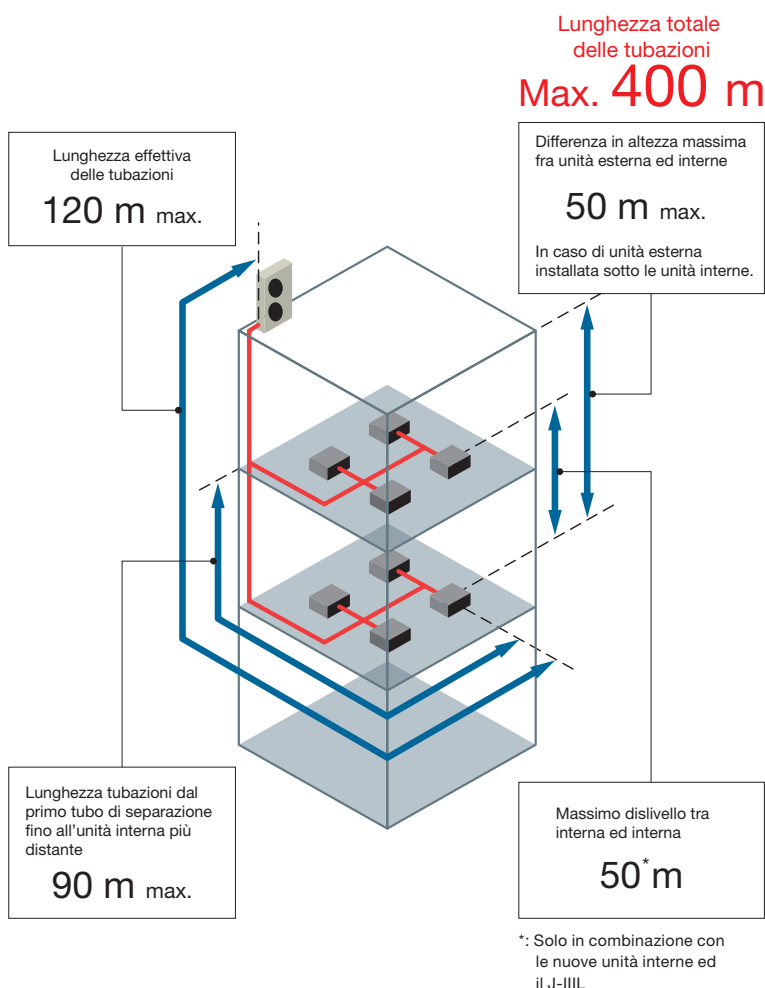 Lunghezza totale
delle tubazioni
Max. 400 m
Lunghezza effettiva
delle tubazioni
120 m max.
Differenza in altezza massima
fra unità esterna ed interne
50 m max.
In caso di unità esterna
installata sotto le unità interne.
Lunghezza tubazioni dal
primo tubo di separazione
fino all'unità interna più
distante
90 m max.
Massimo dislivello tra
interna ed interna
50*m
*: Solo in combinazione con
le nuove unità interne ed
il